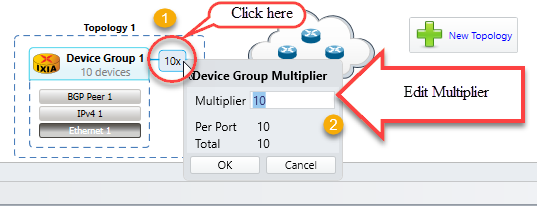 Topology 1
1
Click here
IXIA
Device Group 1
10 devices
10x
BGP Peer 1
IPv4 1
Ethernet 1
New Topology
Device Group Multiplier
Multiplier 10
Edit Multiplier
Per Port 10
2
Total 10
OK Cancel